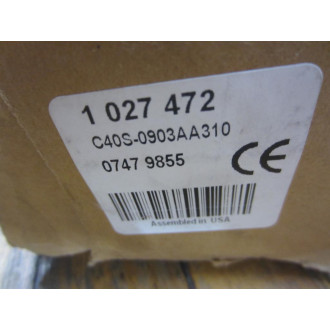 1 027 472
C40S-0903AA310
0747 9855
CE
Assembled in USA